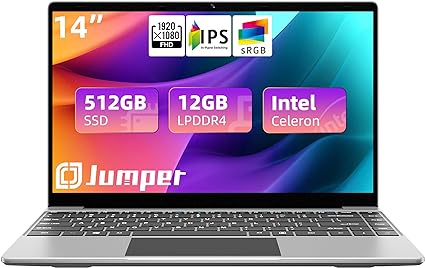 14"
1920
×1080
FHD
IPS
In-Plane Switching
sRGB
512GB
SSD
12GB
LPDDR4
Intel
Celeron
Jumper